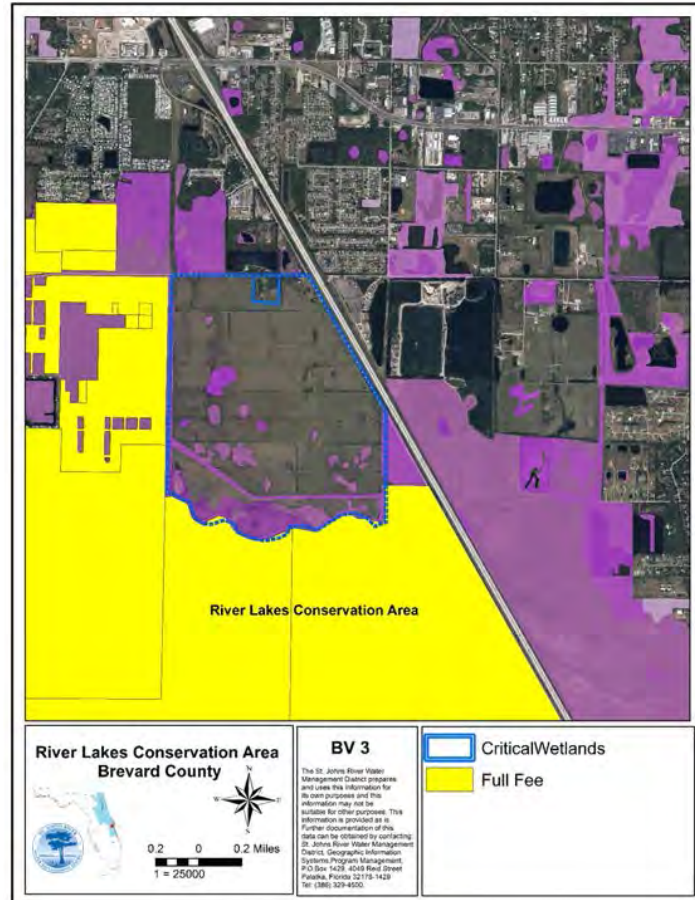 River Lakes Conservation Area
River Lakes Conservation Area
Brevard County
N
W
E
S
0.2 0 0.2 Miles
1 = 25000
BV 3
The St. Johns River Water
Management District prepares
and uses this information for
its own purposes and this
information may not be
suitable for other purposes. This
information is provided as is.
Further documentation of this
data can be obtained by contacting:
St. Johns River Water Management
District, Geographic Information
Systems,Program Management,
P.O.Box 1429, 4049 Reid Street
Palatka, Florida 32178-1429
Tel: (386) 329-4500.
CriticalWetlands
Full Fee